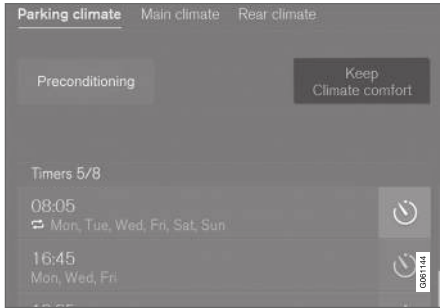 Parking climate Main climate Rear climate
Preconditioning
Keep
Climate comfort
Timers 5/8
08:05
Mon, Tue, Wed, Fri, Sat, Sun
16:45
Mon, Wed, Fri
G061144